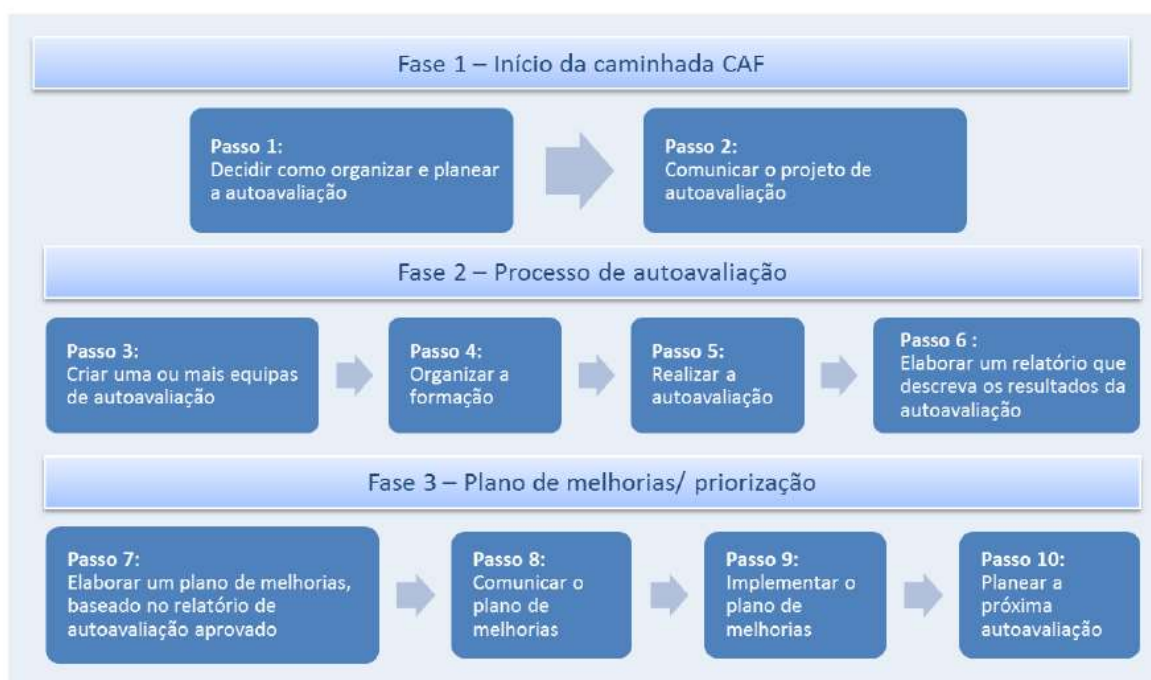 Fase 1 – Início da caminhada CAF
Passo 1:
Decidir como organizar e planear
a autoavaliação
Passo 2:
Comunicar o projeto de
autoavaliação
Fase 2 – Processo de autoavaliação
Passo 3:
Criar uma ou mais equipas
de autoavaliação
Passo 4:
Organizar a
formação
Passo 5:
Realizar a
autoavaliação
Passo 6 :
Elaborar um relatório que
descreva os resultados da
autoavaliação
Fase 3 – Plano de melhorias/ priorização
Passo 7:
Elaborar um plano de melhorias,
baseado no relatório de
autoavaliação aprovado
Passo 8:
Comunicar o
plano de
melhorias
Passo 9:
Implementar o
plano de
melhorias
Passo 10:
Planear a
próxima
autoavaliação